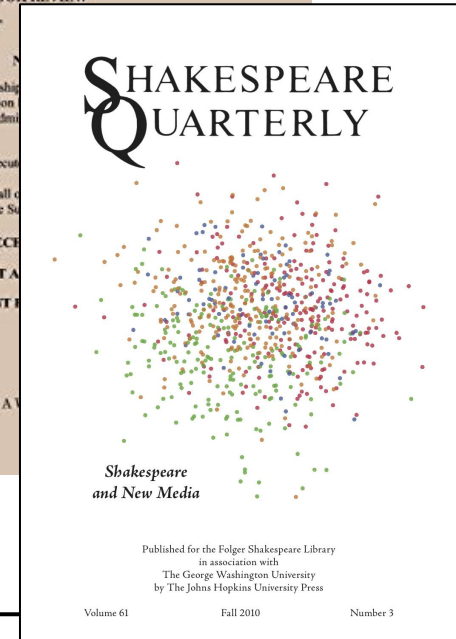 SHAKESPEARE
QUARTERLY
Shakespeare
and New Media
Published for the Folger Shakespeare Library
in association with
The George Washington University
by The Johns Hopkins University Press
Volume 61 Fall 2010 Number 3